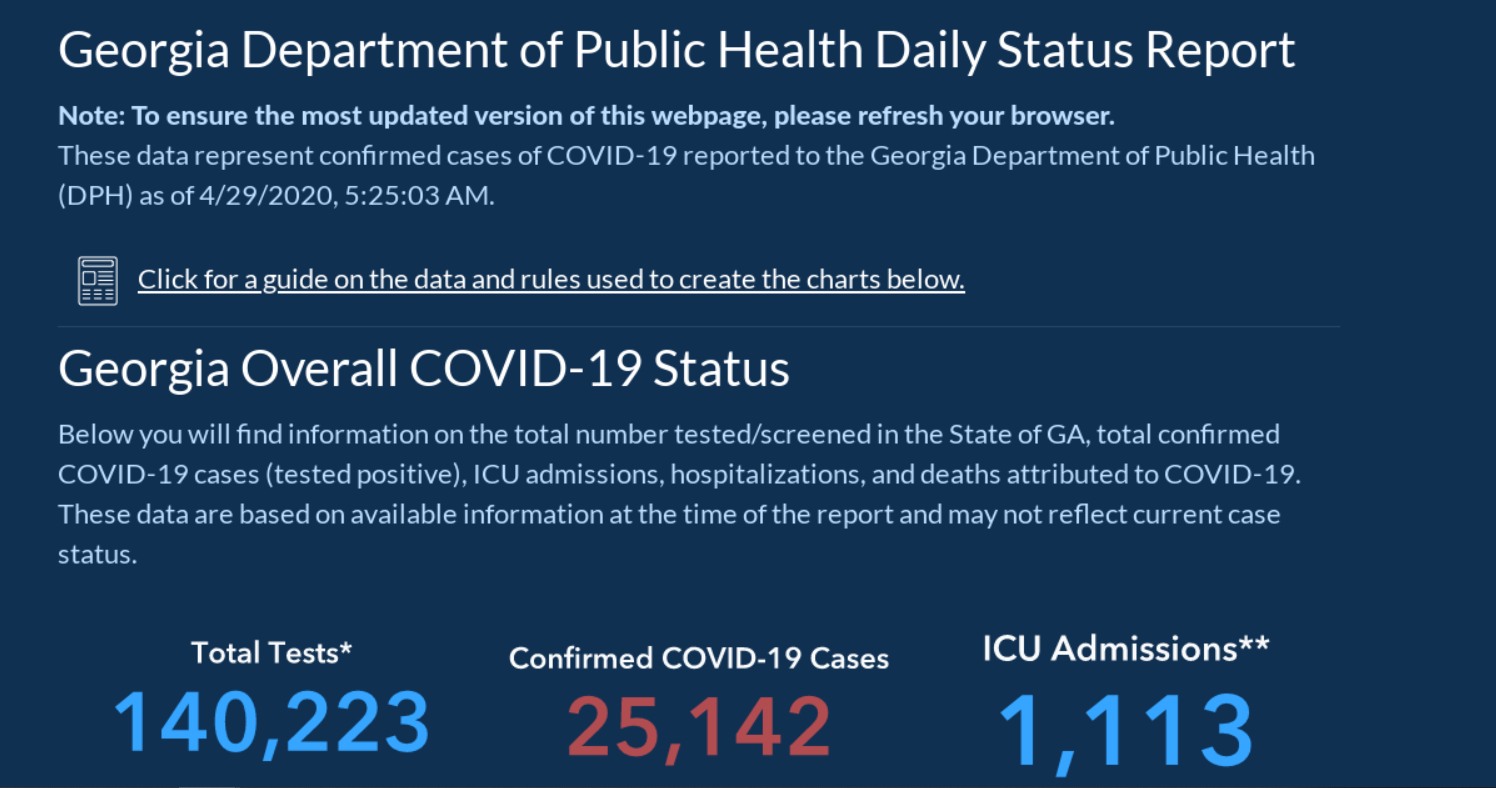 Georgia Department of Public Health Daily Status Report
Note: To ensure the most updated version of this webpage, please refresh your browser.
These data represent confirmed cases of COVID-19 reported to the Georgia Department of Public Health
(DPH) as of 4/29/2020, 5:25:03 AM.
Click for a guide on the data and rules used to create the charts below.
Georgia Overall COVID-19 Status
Below you will find information on the total number tested/screened in the State of GA, total confirmed
COVID-19 cases (tested positive), ICU admissions, hospitalizations, and deaths attributed to COVID-19.
These data are based on available information at the time of the report and may not reflect current case
status.
Total Tests*
140,223
Confirmed COVID-19 Cases
25,142
ICU Admissions**
1,113